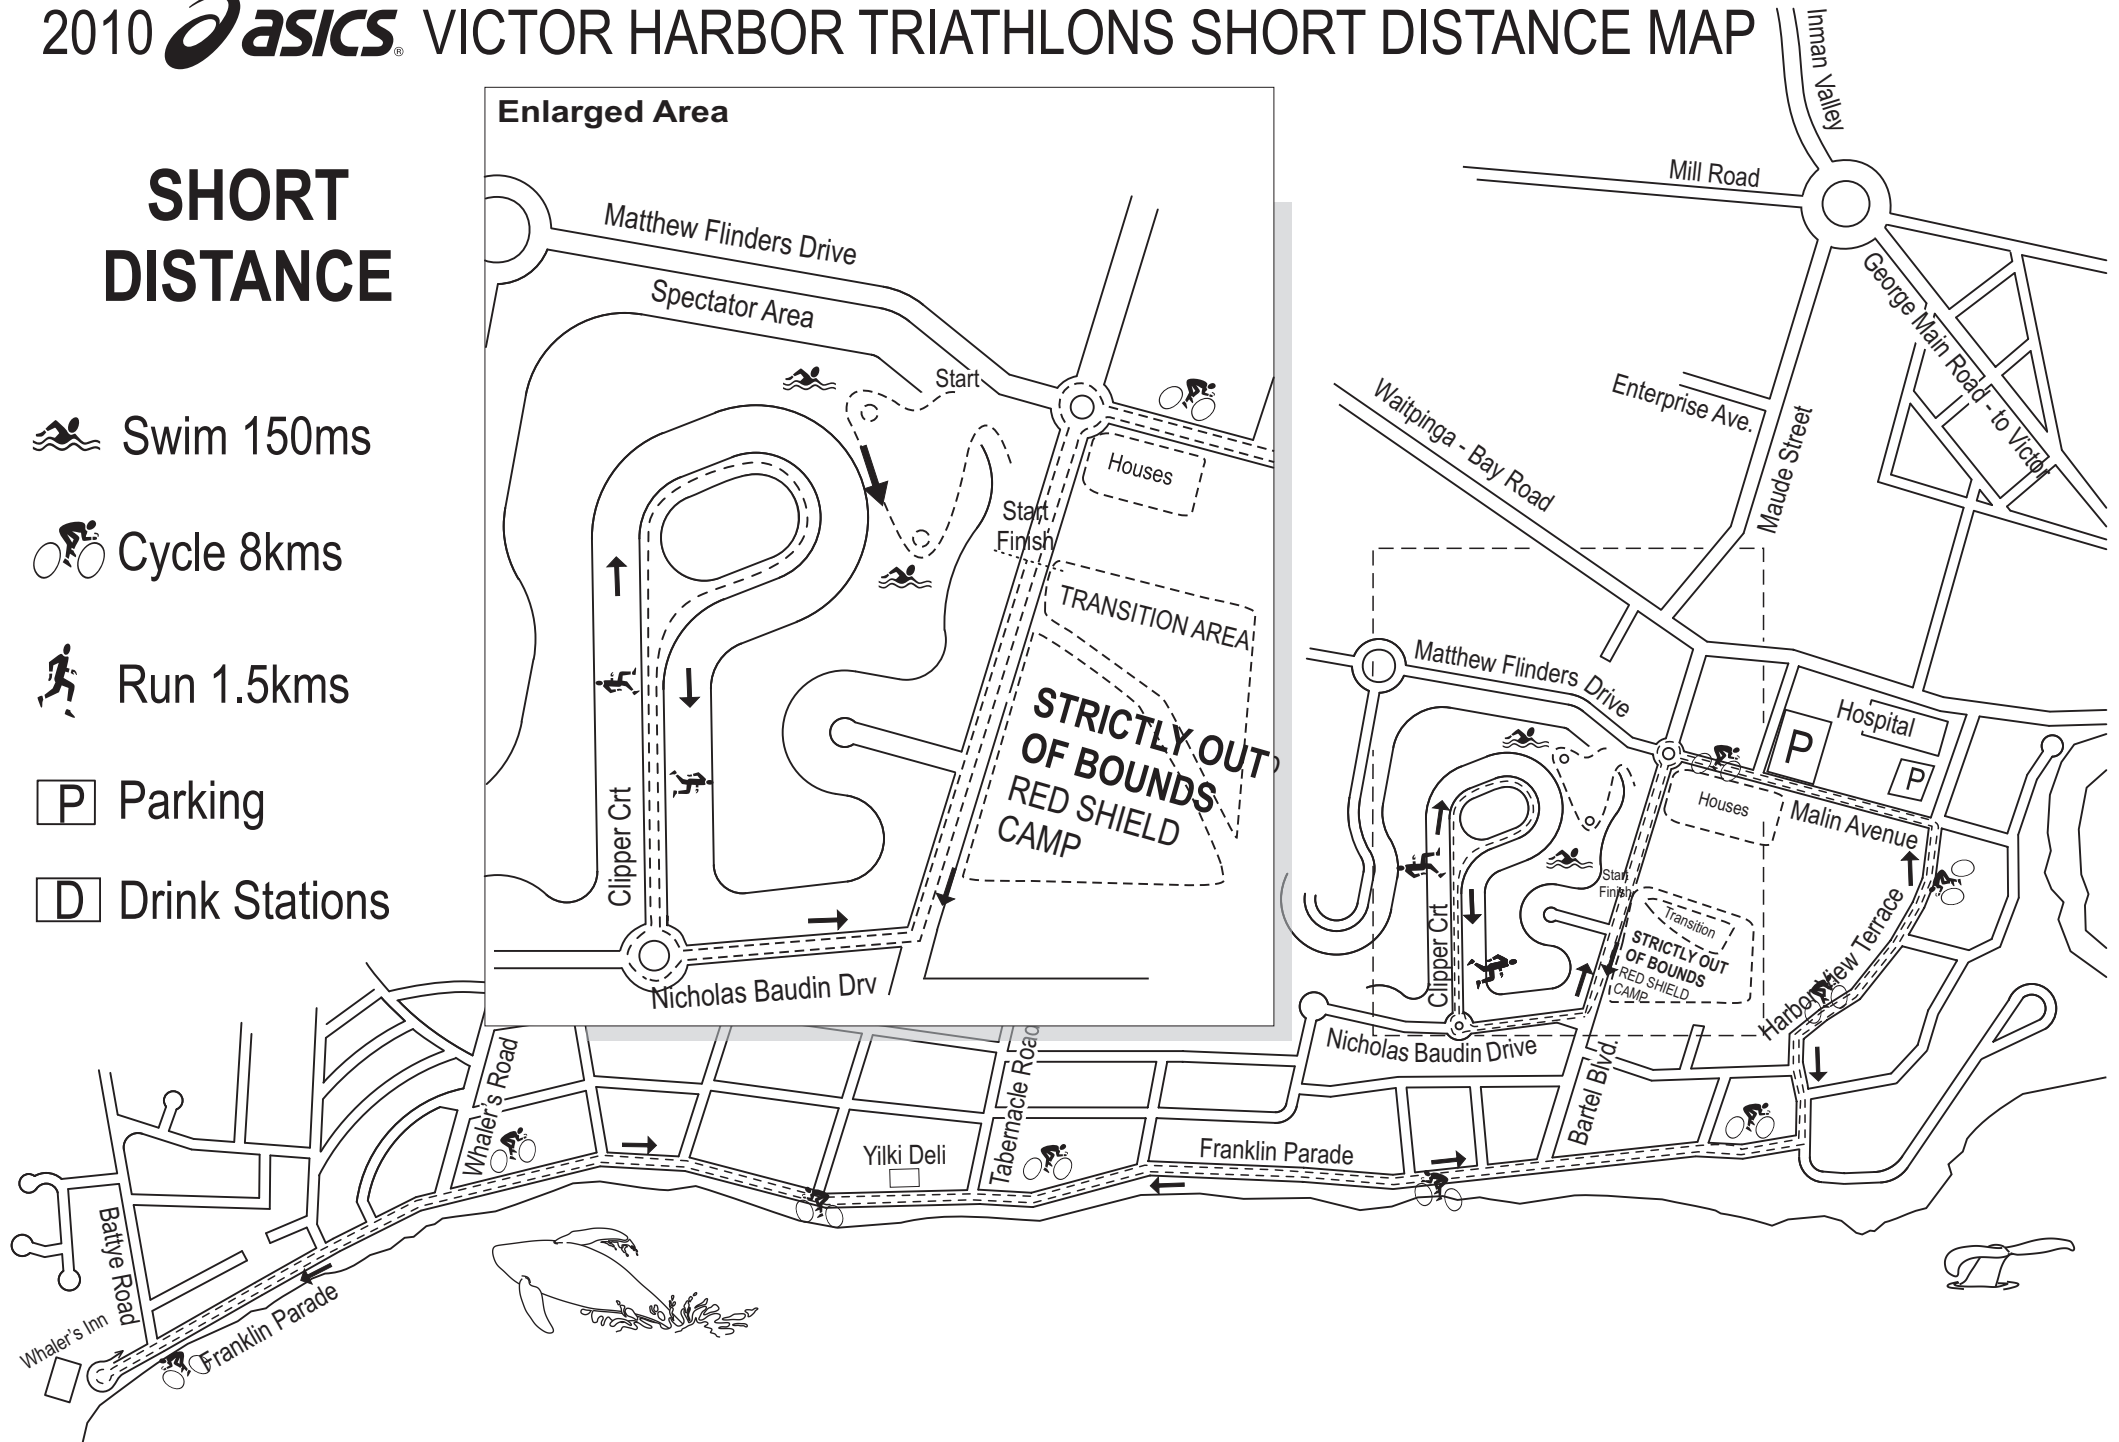 2010 asics® VICTOR HARBOR TRIATHLONS SHORT DISTANCE MAP
SHORT
DISTANCE
Swim 150ms
Cycle 8kms
Run 1.5kms
P Parking
D Drink Stations
Enlarged Area
Matthew Flinders Drive
Spectator Area
Start
Houses
Start
Finish
TRANSITION AREA
STRICTLY OUT
OF BOUNDS
RED SHIELD
CAMP
Clipper Crt
Nicholas Baudin Drv
Inman Valley
Mill Road
George Main Road - to Victor
Enterprise Ave.
Maude Street
Waitpinga - Bay Road
Matthew Flinders Drive
Hospital
P
P
Houses
Malin Avenue
Start
Finish
Transition
STRICTLY OUT
OF BOUNDS
RED SHIELD
CAMP
Clipper Crt
Harborview Terrace
Nicholas Baudin Drive
Bartel Blvd.
Whaler's Road
Tabernacle Road
Yilki Deli
Franklin Parade
Battye Road
Whaler's Inn
Franklin Parade